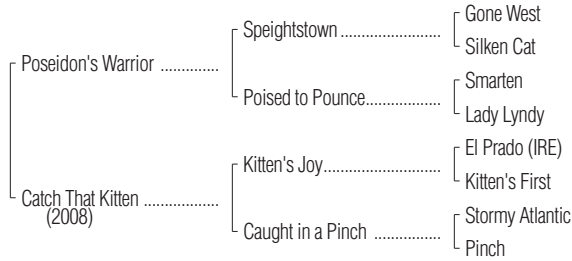 Gone West
Speightstown .....................
Silken Cat
Poseidon's Warrior ..............
Smarten
Poised to Pounce................
Lady Lyndy
El Prado (IRE)
Kitten's Joy.........................
Kitten's First
Catch That Kitten ..................
(2008)
Stormy Atlantic
Caught in a Pinch ................
Pinch